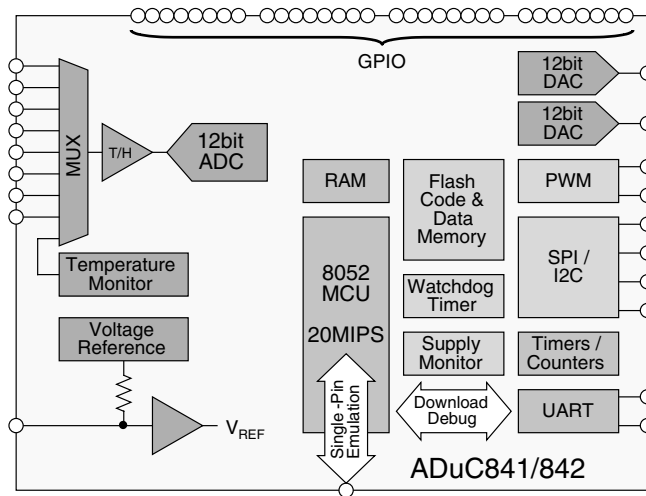 GPIO
12bit
DAC
12bit
DAC
MUX
T/H
12bit
ADC
RAM
Flash
Code &
Data
Memory
PWM
Temperature
Monitor
8052
MCU
20MIPS
Watchdog
Timer
SPI /
I2C
Voltage
Reference
Supply
Monitor
Timers /
Counters
Single-Pin
Emulation
Download
Debug
UART
VREF
ADuC841/842